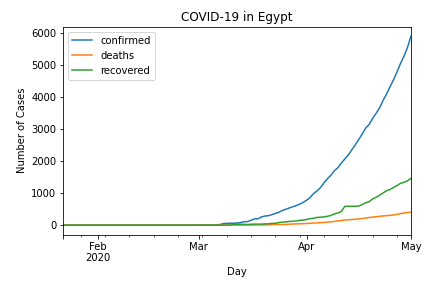 COVID-19 in Egypt
confirmed
deaths
recovered
Number of Cases
6000
5000
4000
3000
2000
1000
0
Feb
2020
Mar
Apr
May
Day